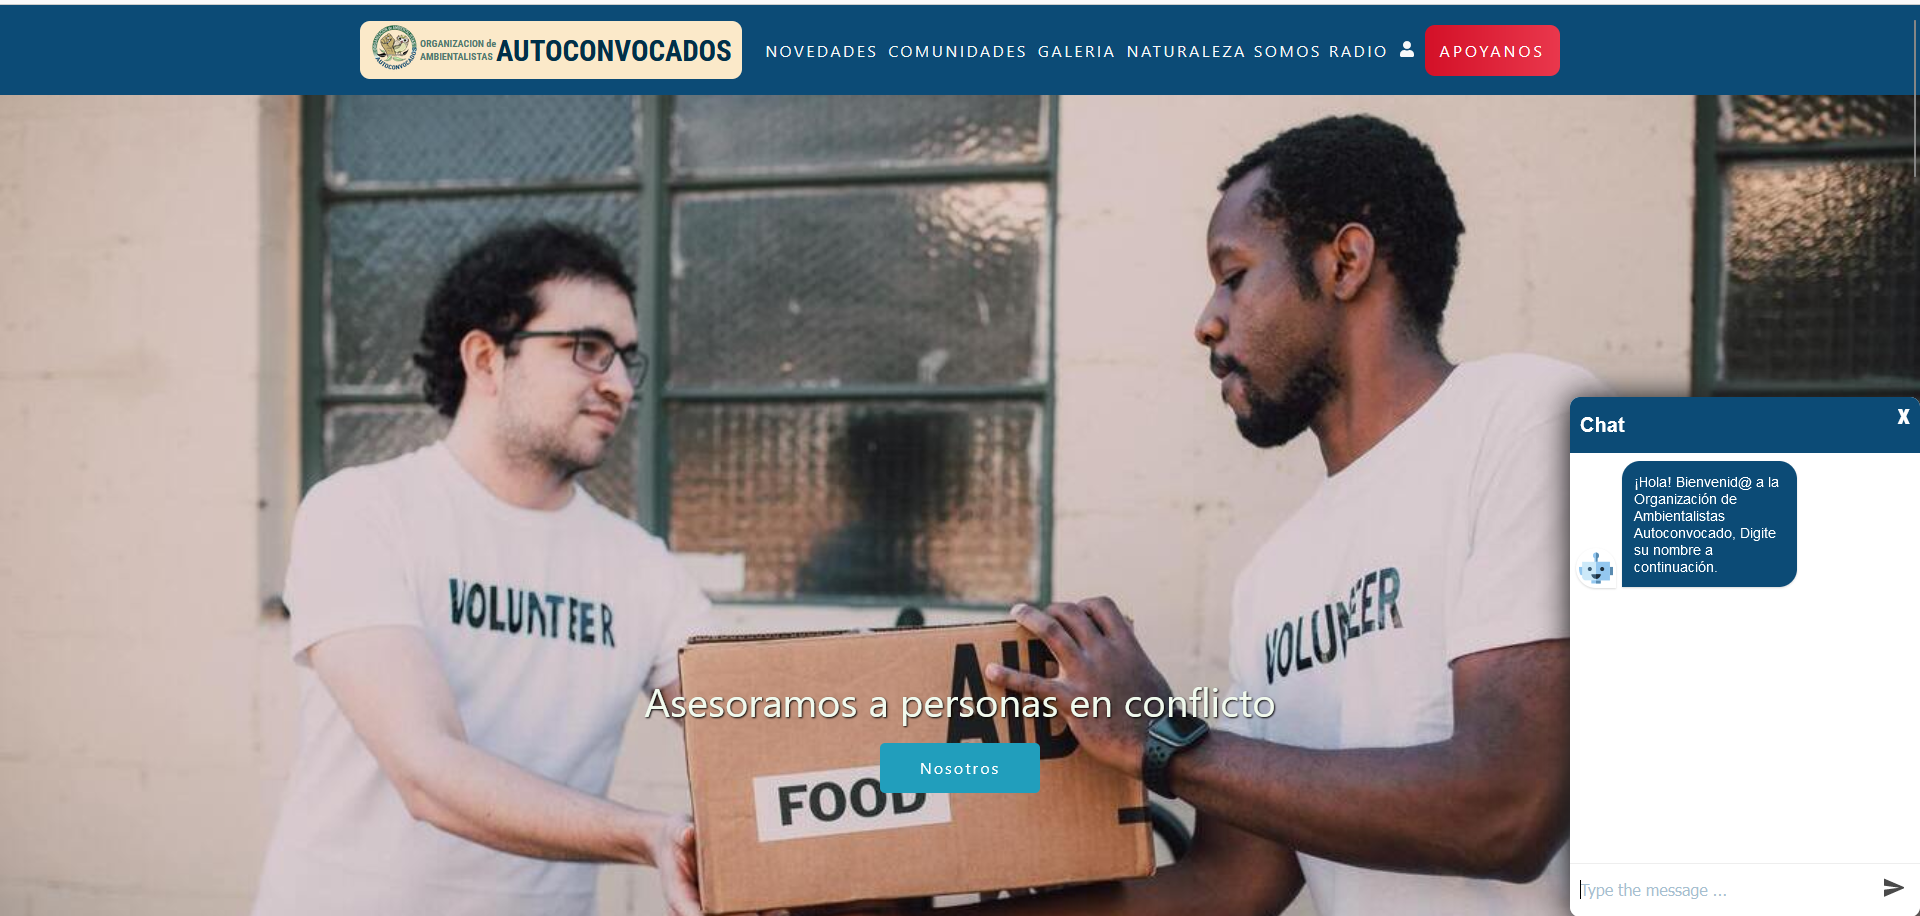 ORGANIZACION de
AMBIENTALISTAS
AUTOCONVOCADOS
AUTOCONVOCADOS
NOVEDADES COMUNIDADES GALERIA NATURALEZA SOMOS RADIO APOYANOS
VOLUNTEER
VOLUNTEER
AID
FOOD
Asesoramos a personas en conflicto
Nosotros
Chat
X
¡Hola! Bienvenid@ a la
Organización de
Ambientalistas
Autoconvocado, Digite
su nombre a
continuación.
Type the message ...